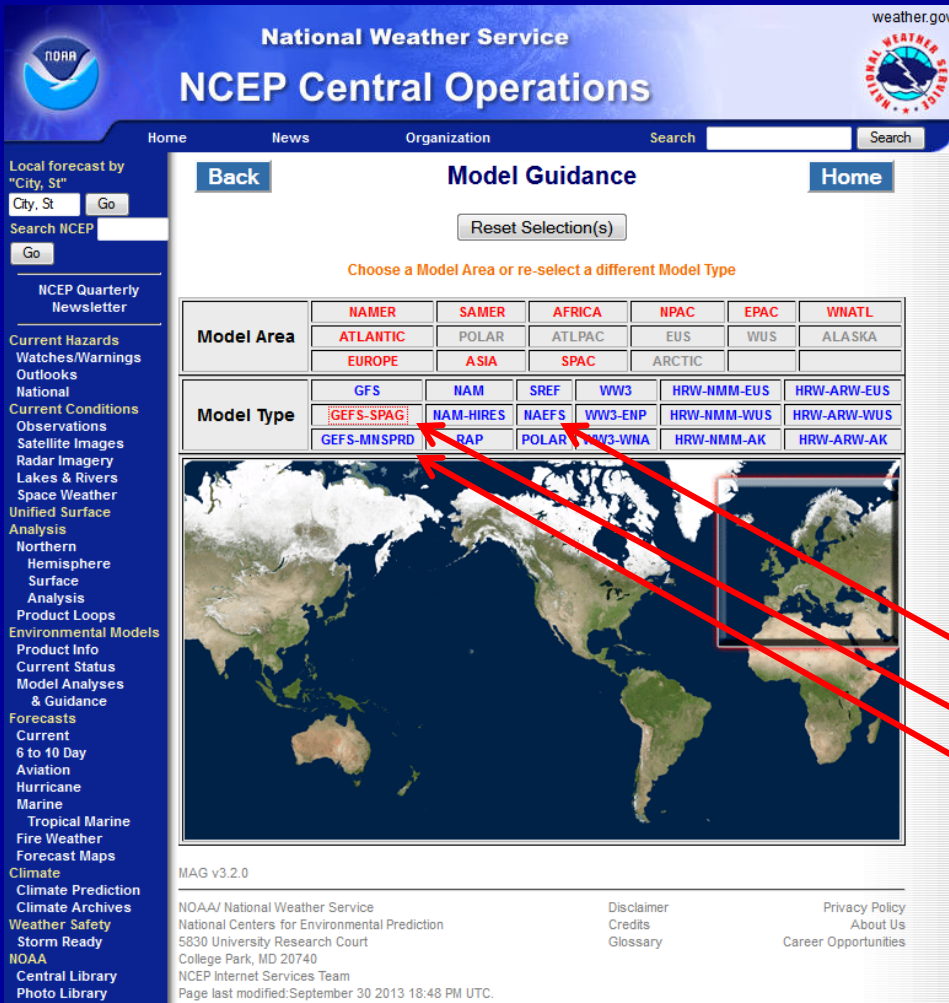 weather.gov
NOAA
National Weather Service
NCEP Central Operations
NATIONAL WEATHER SERVICE
Home News Organization Search Search
Local forecast by
"City, St"
City, St Go
Search NCEP
Go
NCEP Quarterly
Newsletter
Current Hazards
Watches/Warnings
Outlooks
National
Current Conditions
Observations
Satellite Images
Radar Imagery
Lakes & Rivers
Space Weather
Unified Surface
Analysis
Northern
Hemisphere
Surface
Analysis
Product Loops
Environmental Models
Product Info
Current Status
Model Analyses
& Guidance
Forecasts
Current
6 to 10 Day
Aviation
Hurricane
Marine
Tropical Marine
Fire Weather
Forecast Maps
Climate
Climate Prediction
Climate Archives
Weather Safety
Storm Ready
NOAA
Central Library
Photo Library
Back Model Guidance Home
Reset Selection(s)
Choose a Model Area or re-select a different Model Type
Model Area
NAMER SAMER AFRICA NPAC EPAC WNATL
ATLANTIC POLAR ATLPAC EUS WUS ALASKA
EUROPE ASIA SPAC ARCTIC
Model Type
GFS NAM SREF WW3 HRW-NMM-EUS HRW-ARW-EUS
GEFS-SPAG NAM-HIRES NAEFS WW3-ENP HRW-NMM-WUS HRW-ARW-WUS
GEFS-MNSPRD RAP POLAR WW3-WNA HRW-NMM-AK HRW-ARW-AK
MAG v3.2.0
NOAA/ National Weather Service Disclaimer Privacy Policy
National Centers for Environmental Prediction Credits About Us
5830 University Research Court Glossary Career Opportunities
College Park, MD 20740
NCEP Internet Services Team
Page last modified:September 30 2013 18:48 PM UTC.